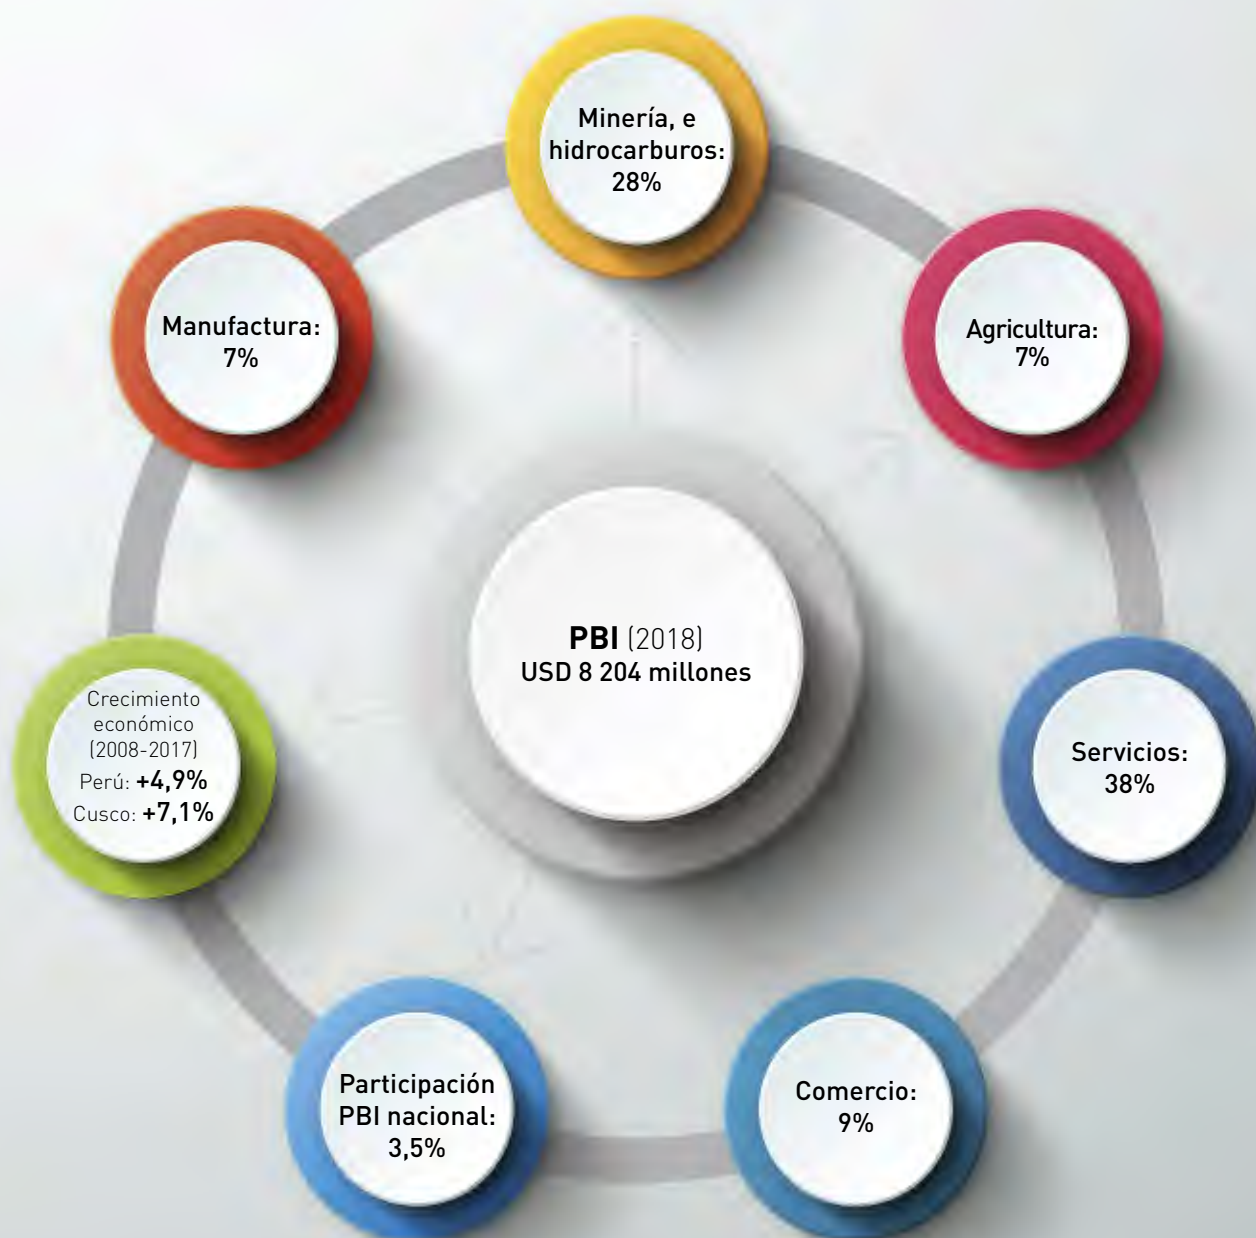 Minería, e
hidrocarburos:
28%
Manufactura:
7%
Agricultura:
7%
PBI (2018)
USD 8 204 millones
Crecimiento
económico
(2008-2017)
Perú: +4,9%
Cusco: +7,1%
Servicios:
38%
Participación
PBI nacional:
3,5%
Comercio:
9%